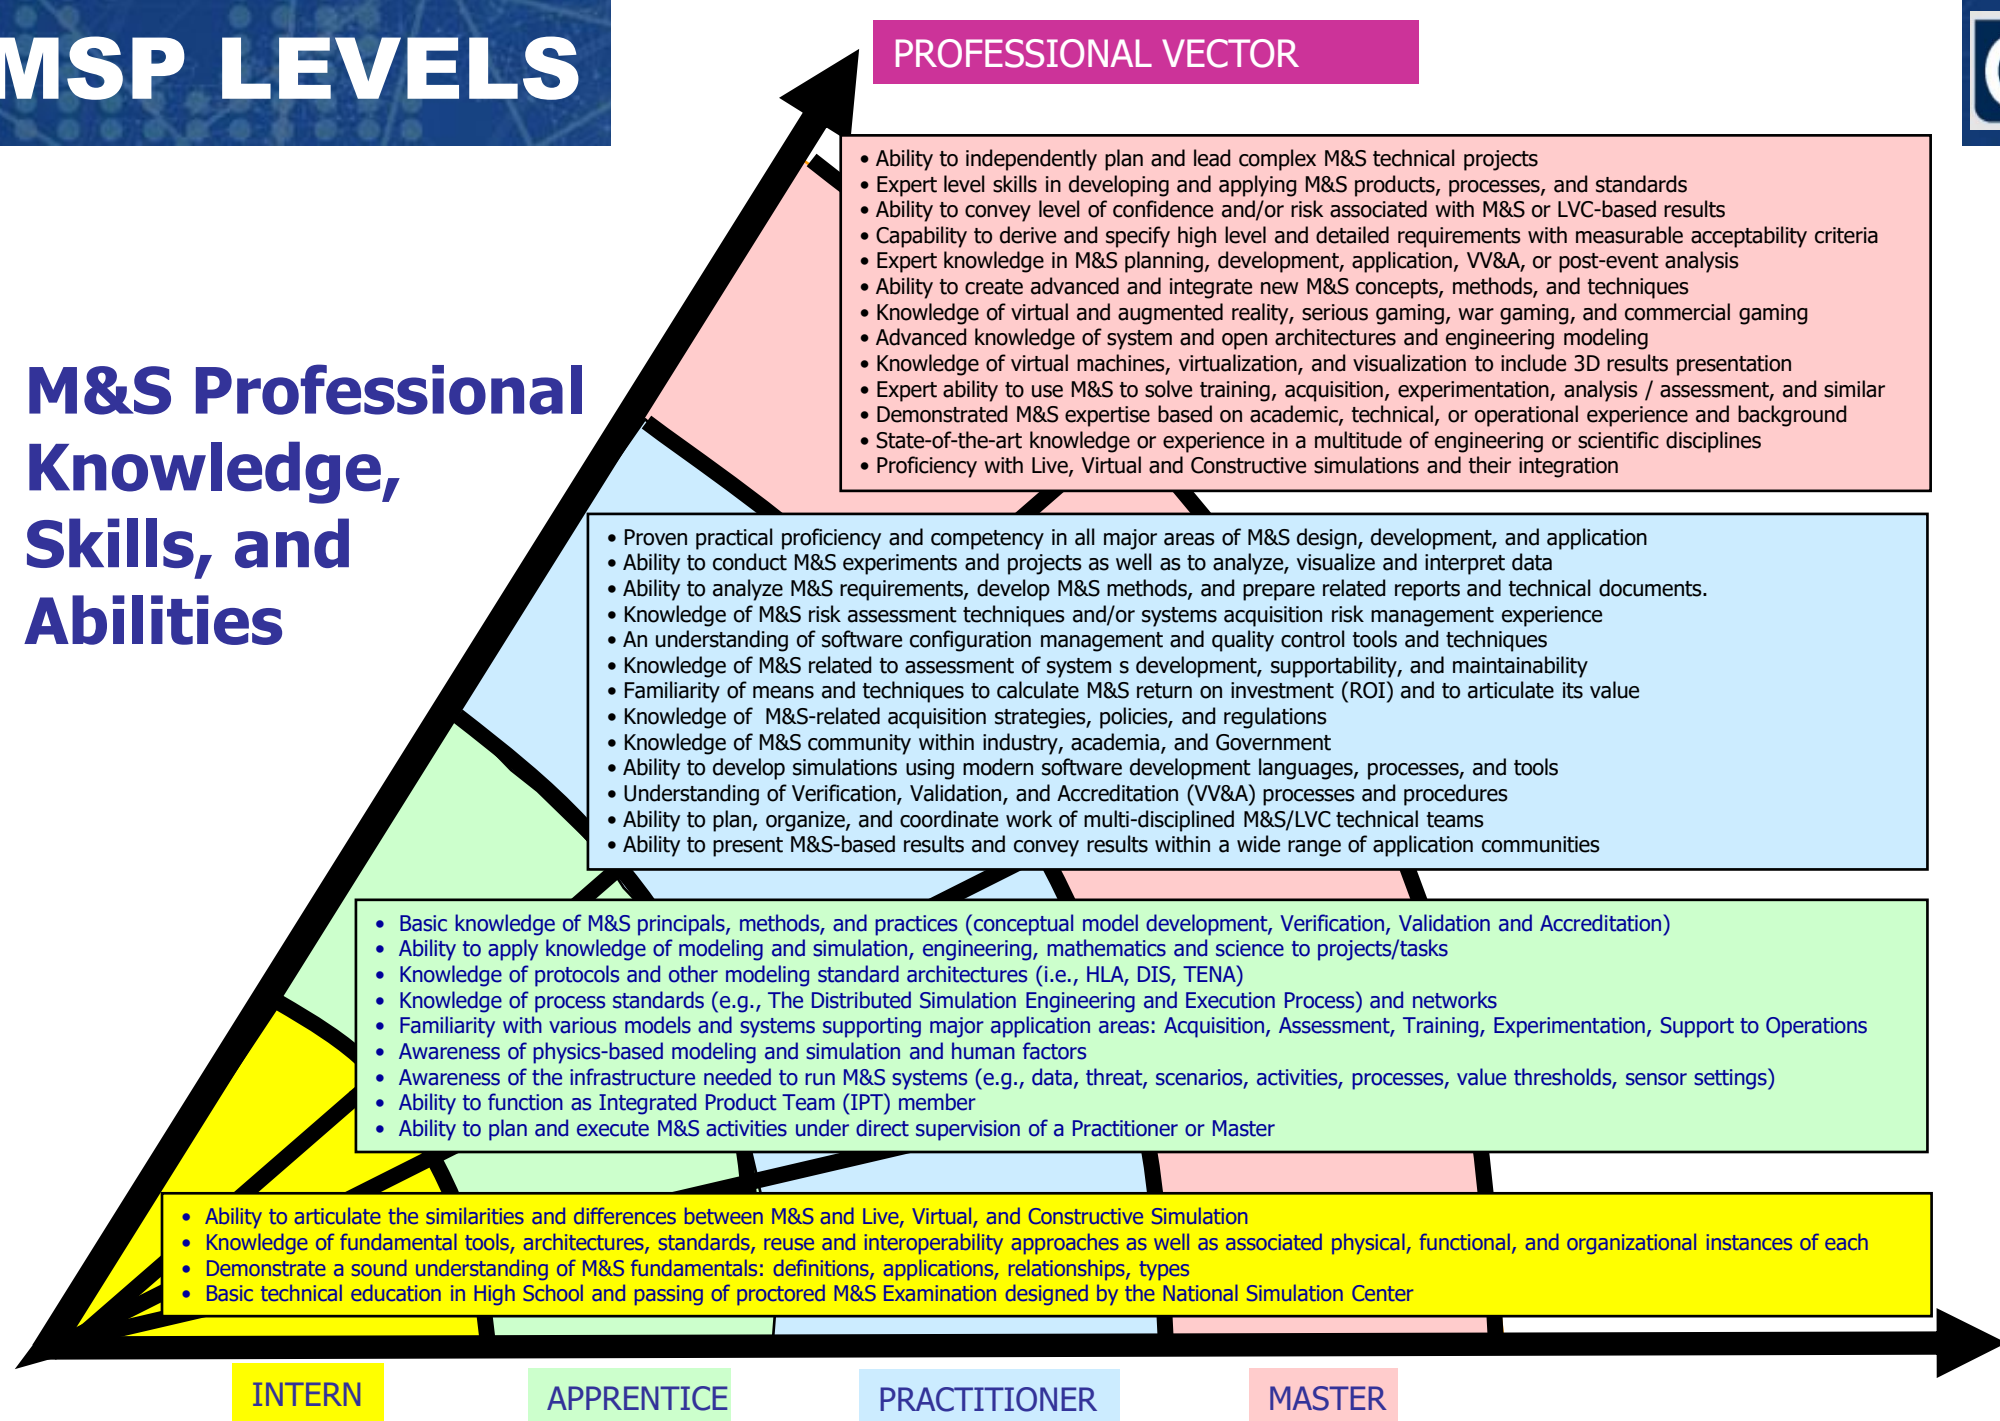 MSP LEVELS
PROFESSIONAL VECTOR
M&S Professional
Knowledge,
Skills, and
Abilities
• Ability to independently plan and lead complex M&S technical projects
• Expert level skills in developing and applying M&S products, processes, and standards
• Ability to convey level of confidence and/or risk associated with M&S or LVC-based results
• Capability to derive and specify high level and detailed requirements with measurable acceptability criteria
• Expert knowledge in M&S planning, development, application, VV&A, or post-event analysis
• Ability to create advanced and integrate new M&S concepts, methods, and techniques
• Knowledge of virtual and augmented reality, serious gaming, war gaming, and commercial gaming
• Advanced knowledge of system and open architectures and engineering modeling
• Knowledge of virtual machines, virtualization, and visualization to include 3D results presentation
• Expert ability to use M&S to solve training, acquisition, experimentation, analysis / assessment, and similar
• Demonstrated M&S expertise based on academic, technical, or operational experience and background
• State-of-the-art knowledge or experience in a multitude of engineering or scientific disciplines
• Proficiency with Live, Virtual and Constructive simulations and their integration
• Proven practical proficiency and competency in all major areas of M&S design, development, and application
• Ability to conduct M&S experiments and projects as well as to analyze, visualize and interpret data
• Ability to analyze M&S requirements, develop M&S methods, and prepare related reports and technical documents.
• Knowledge of M&S risk assessment techniques and/or systems acquisition risk management experience
• An understanding of software configuration management and quality control tools and techniques
• Knowledge of M&S related to assessment of system s development, supportability, and maintainability
• Familiarity of means and techniques to calculate M&S return on investment (ROI) and to articulate its value
• Knowledge of M&S-related acquisition strategies, policies, and regulations
• Knowledge of M&S community within industry, academia, and Government
• Ability to develop simulations using modern software development languages, processes, and tools
• Understanding of Verification, Validation, and Accreditation (VV&A) processes and procedures
• Ability to plan, organize, and coordinate work of multi-disciplined M&S/LVC technical teams
• Ability to present M&S-based results and convey results within a wide range of application communities
• Basic knowledge of M&S principals, methods, and practices (conceptual model development, Verification, Validation and Accreditation)
• Ability to apply knowledge of modeling and simulation, engineering, mathematics and science to projects/tasks
• Knowledge of protocols and other modeling standard architectures (i.e., HLA, DIS, TENA)
• Knowledge of process standards (e.g., The Distributed Simulation Engineering and Execution Process) and networks
• Familiarity with various models and systems supporting major application areas: Acquisition, Assessment, Training, Experimentation, Support to Operations
• Awareness of physics-based modeling and simulation and human factors
• Awareness of the infrastructure needed to run M&S systems (e.g., data, threat, scenarios, activities, processes, value thresholds, sensor settings)
• Ability to function as Integrated Product Team (IPT) member
• Ability to plan and execute M&S activities under direct supervision of a Practitioner or Master
• Ability to articulate the similarities and differences between M&S and Live, Virtual, and Constructive Simulation
• Knowledge of fundamental tools, architectures, standards, reuse and interoperability approaches as well as associated physical, functional, and organizational instances of each
• Demonstrate a sound understanding of M&S fundamentals: definitions, applications, relationships, types
• Basic technical education in High School and passing of proctored M&S Examination designed by the National Simulation Center
INTERN
APPRENTICE
PRACTITIONER
MASTER